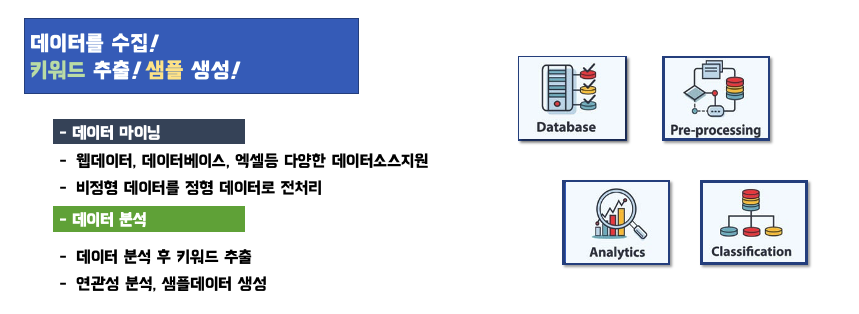 데이터를 수집!
키워드 추출! 샘플 생성!
- 데이터 마이닝
- 웹데이터, 데이터베이스, 엑셀등 다양한 데이터소스지원
- 비정형 데이터를 정형 데이터로 전처리
- 데이터 분석
- 데이터 분석 후 키워드 추출
- 연관성 분석, 샘플데이터 생성
Database
Pre-processing
Analytics
Classification